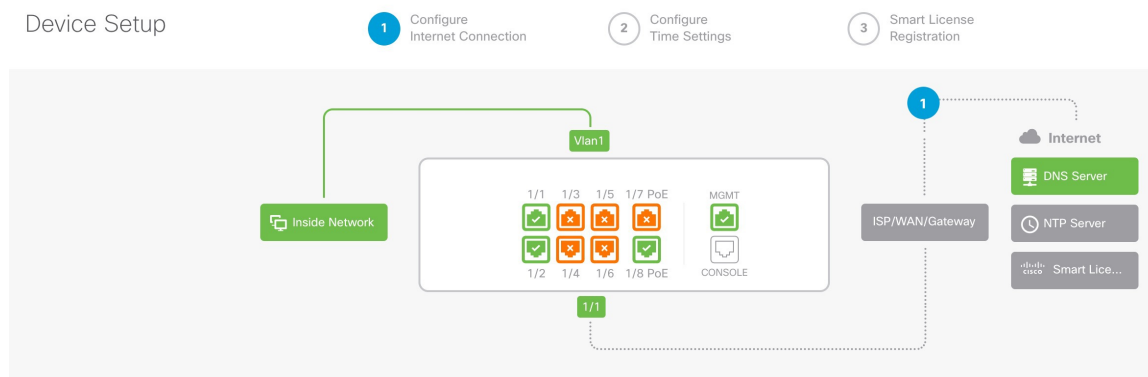 Device Setup
1
Configure
Internet Connection
2
Configure
Time Settings
3
Smart License
Registration
1
Internet
Vlan1
DNS Server
1/1 1/3 1/5 1/7 PoE MGMT
Inside Network
ISP/WAN/Gateway
NTP Server
1/2 1/4 1/6 1/8 PoE CONSOLE
cisco Smart Lice...
1/1